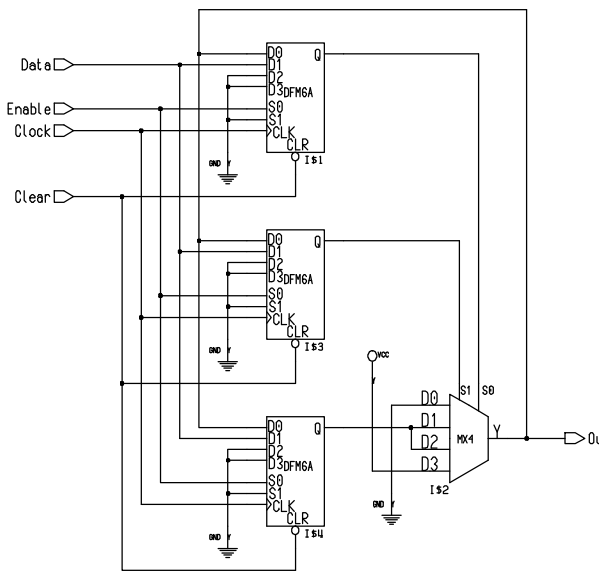 Data
Enable
Clock
Clear
D0 Q
D1
D2
D3 DFM6A
S0
S1
CLK
CLR
GND Y
I$1
D0 Q
D1
D2
D3 DFM6A
S0
S1
CLK
CLR
GND Y
I$3
D0 Q
D1
D2
D3 DFM6A
S0
S1
CLK
CLR
GND Y
I$4
VCC
Y
S1 S0
D0
D1
D2
D3
MX4
Y
I$2
GND Y
Ou